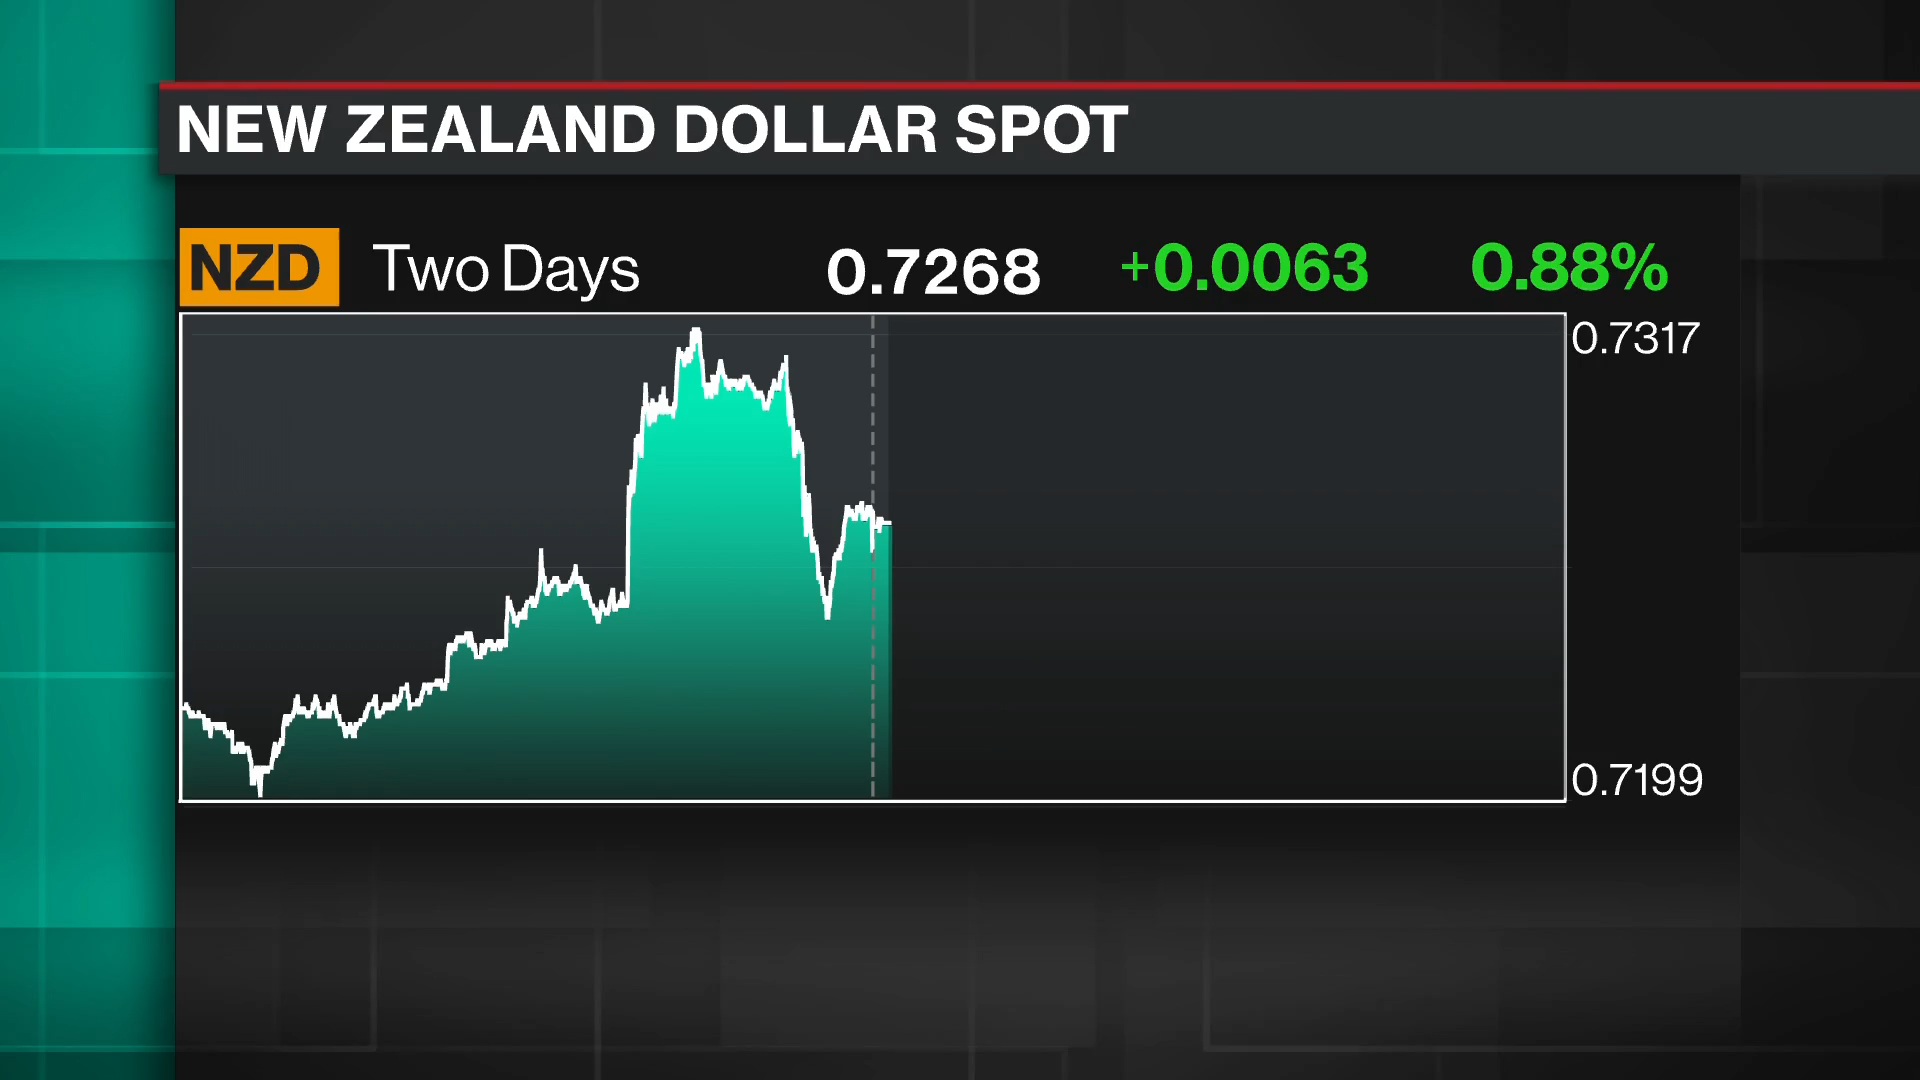 NEW ZEALAND DOLLAR SPOT
NZD Two Days 0.7268 +0.0063 0.88%
0.7317
0.7199